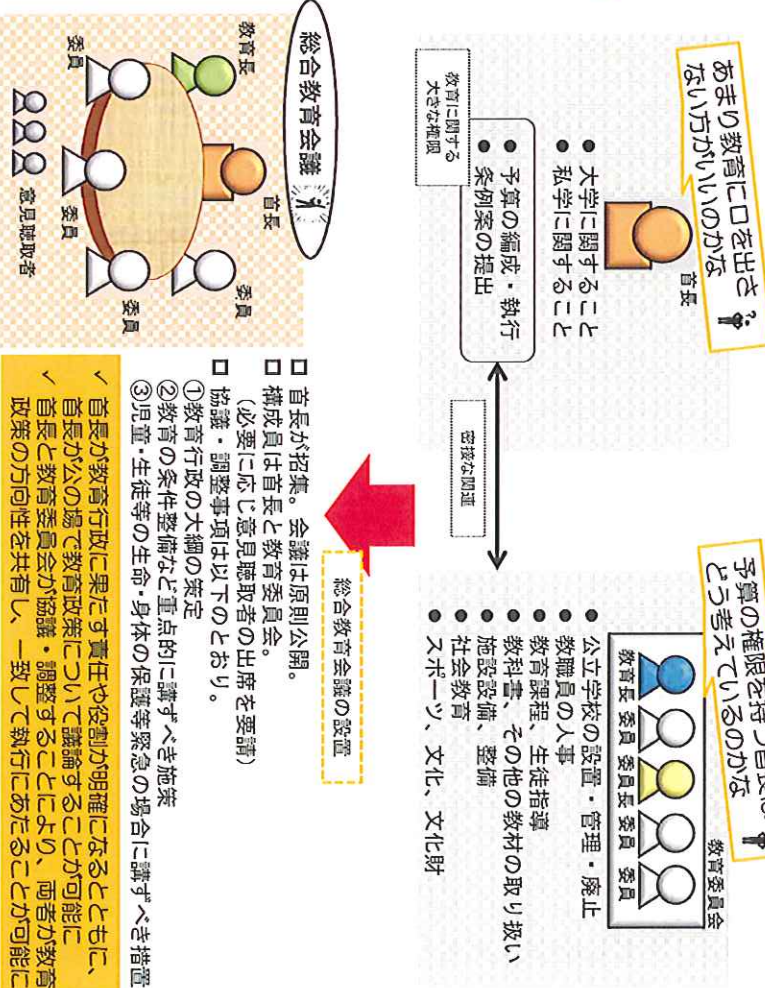 あまり教育に口を出さ
ない方がいいのかな
首長
大学に関すること
私学に関すること
予算の編成・執行
条例案の提出
教育に関する
大きな権限
密接な関連
予算の権限を持つ首長は
どう考えているのかな
教育委員会
教育長 委員 委員長 委員 委員
公立学校の設置・管理・廃止
教職員の人事
教育課程、生徒指導
教科書、その他の教材の取り扱い
施設設備、整備
社会教育
スポーツ、文化、文化財
総合教育会議の設置
総合教育会議
首長
教育長
委員
委員
委員
委員
意見聴取者
□ 首長が招集。会議は原則公開。
□ 構成員は首長と教育委員会。
(必要に応じ意見聴取者の出席を要請)
□ 協議・調整事項は以下のとおり。
①教育行政の大綱の策定
②教育の条件整備など重点的に講ずべき施策
③児童・生徒等の生命・身体の保護等緊急の場合に講ずべき措置
✓ 首長が教育行政に果たす責任や役割が明確になるとともに、
首長が公の場で教育政策について議論することが可能に
✓ 首長と教育委員会が協議・調整することにより、両者が教育
政策の方向性を共有し、一致して執行にあたることが可能に